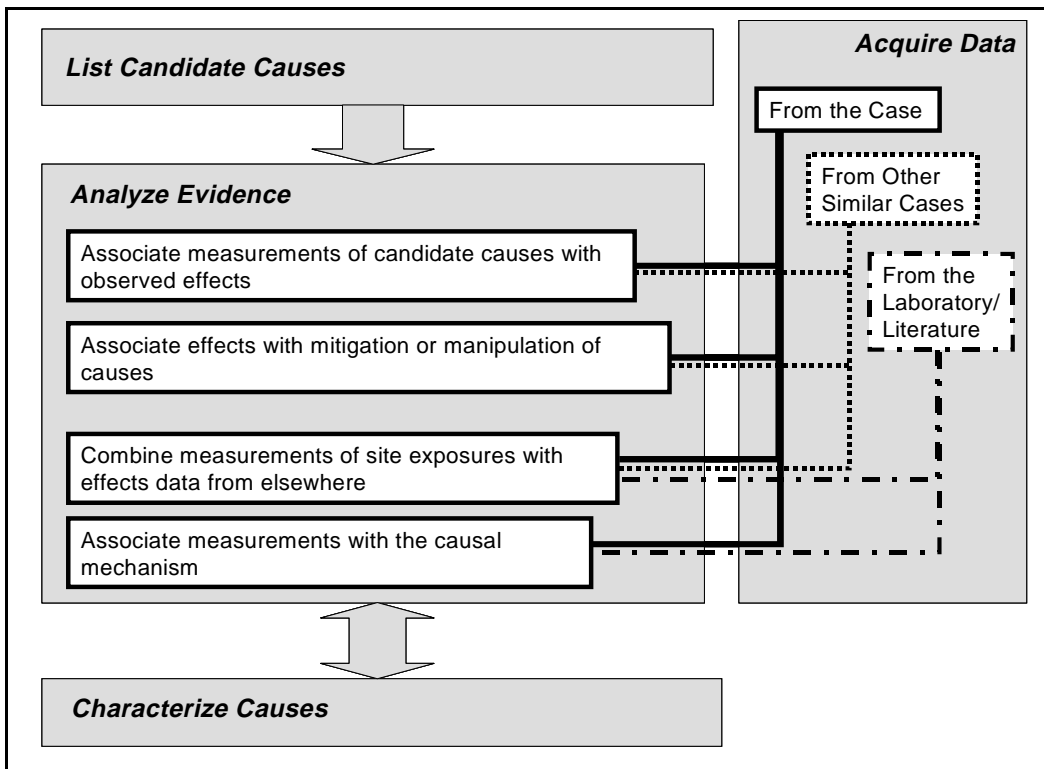 List Candidate Causes
Acquire Data
From the Case
From Other
Similar Cases
From the
Laboratory/
Literature
Analyze Evidence
Associate measurements of candidate causes with
observed effects
Associate effects with mitigation or manipulation of
causes
Combine measurements of site exposures with
effects data from elsewhere
Associate measurements with the causal
mechanism
Characterize Causes